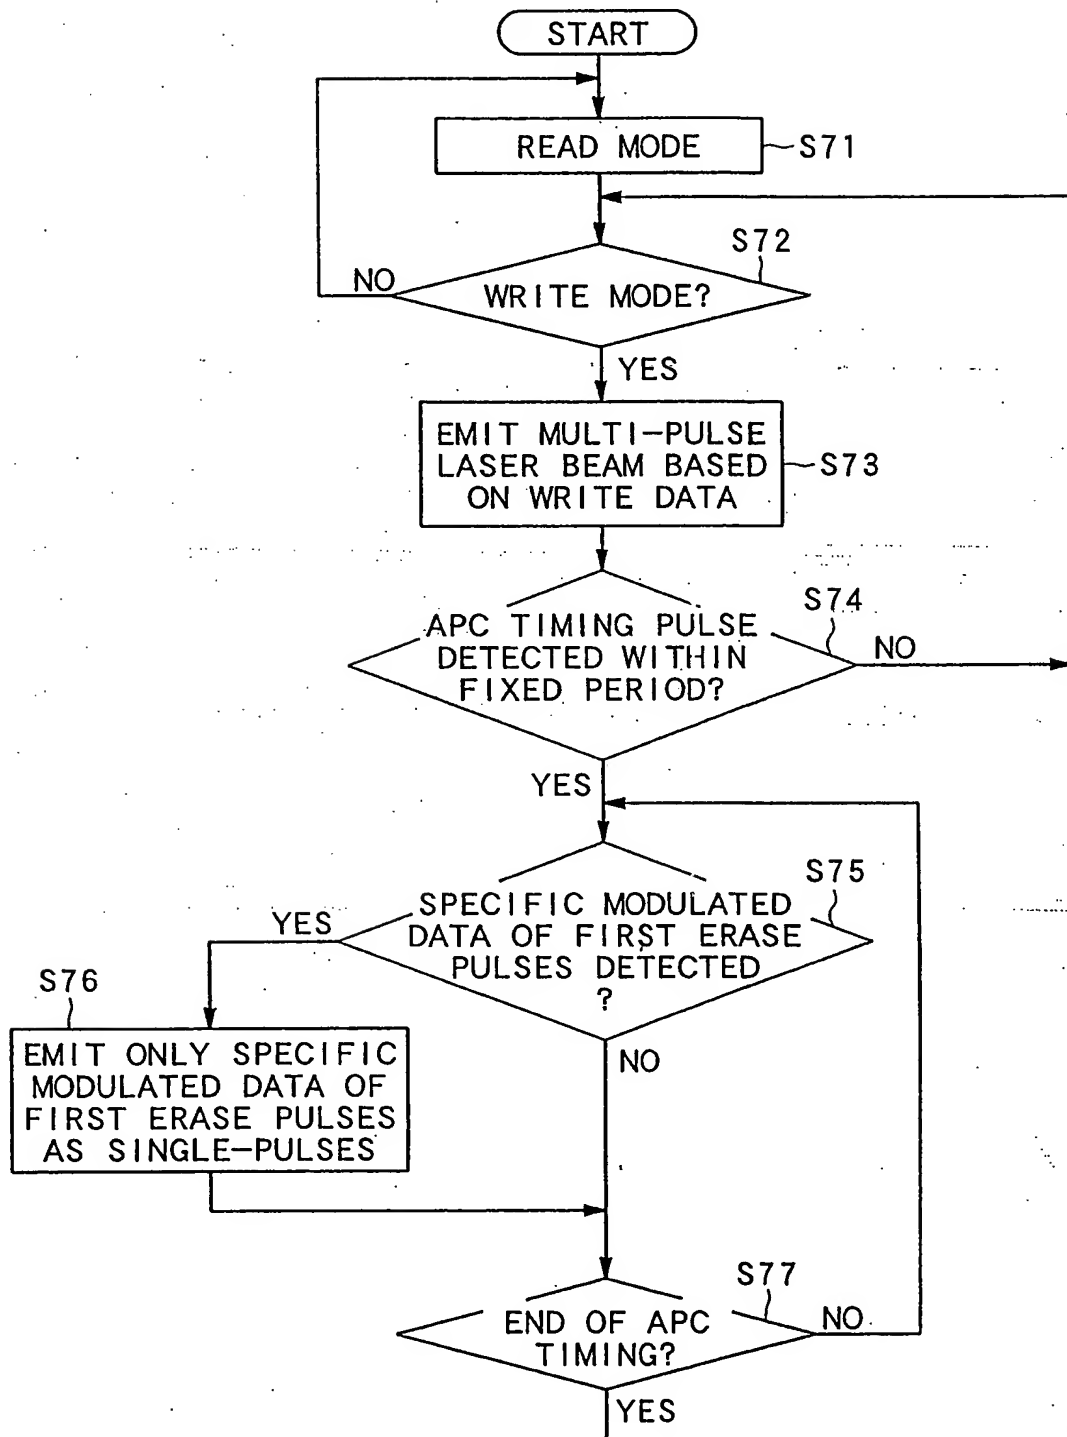 START
READ MODE
S71
S72
NO
WRITE MODE?
YES
EMIT MULTI-PULSE
LASER BEAM BASED
ON WRITE DATA
S73
S74
APC TIMING PULSE
DETECTED WITHIN
FIXED PERIOD?
NO
YES
S75
SPECIFIC MODULATED
DATA OF FIRST ERASE
PULSES DETECTED
?
YES
S76
EMIT ONLY SPECIFIC
MODULATED DATA OF
FIRST ERASE PULSES
AS SINGLE-PULSES
NO
S77
END OF APC
TIMING?
NO
YES